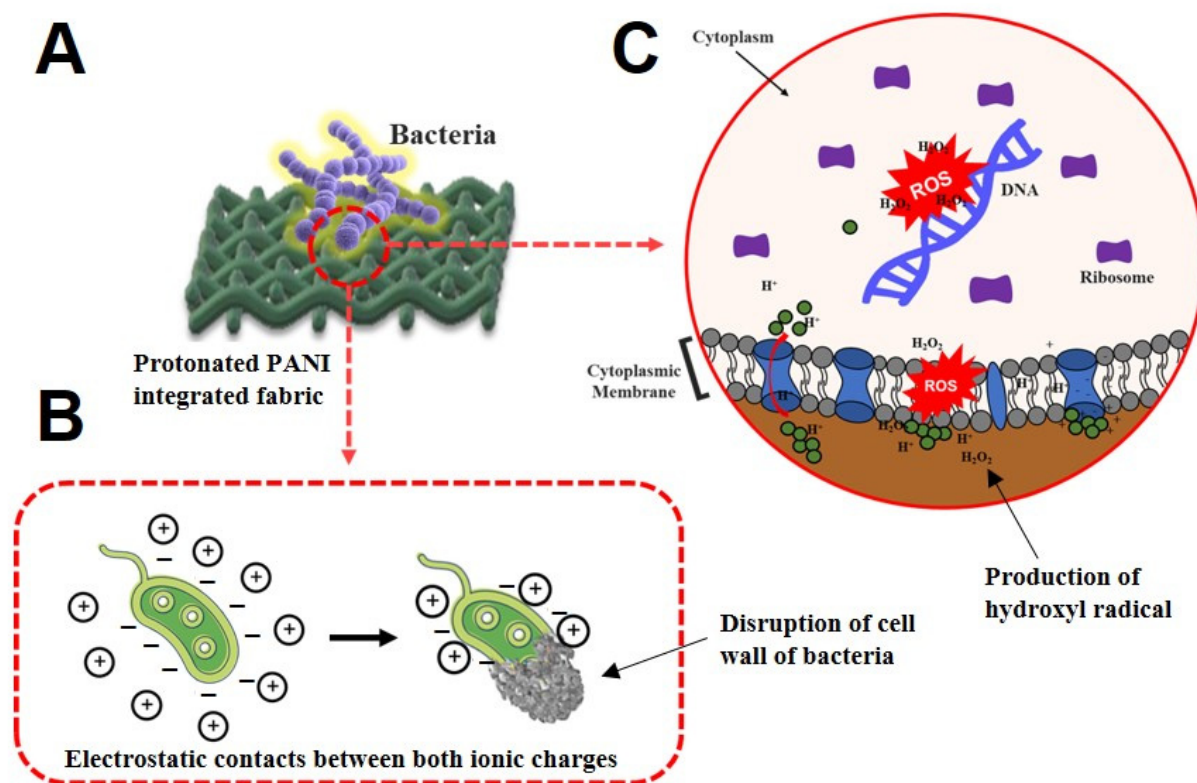 A
Bacteria
Protonated PANI
integrated fabric
B
+ + + + + + + + +
− − − − − − − − −
+ + + + +
− − −
Disruption of cell
wall of bacteria
Electrostatic contacts between both ionic charges
C
Cytoplasm
H₂O₂
ROS
H₂O₂
H₂O₂
DNA
Ribosome
H⁺
H⁺
Cytoplasmic
Membrane
H₂O₂
ROS
H⁺
H⁺
H⁺
H⁺
H₂O₂
H⁺
H⁺
H₂O₂
Production of
hydroxyl radical